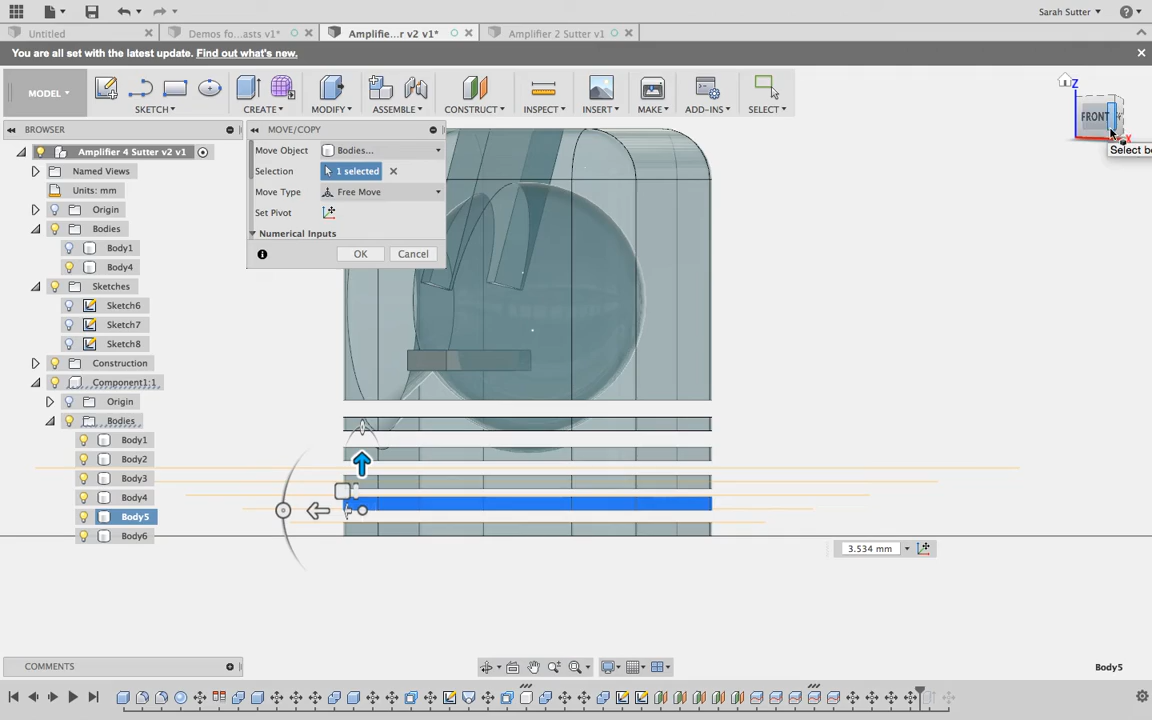 Sarah Sutter
Untitled
Demos fo...asts v1*
Amplifie...r v2 v1*
Amplifier 2 Sutter v1
You are all set with the latest update. Find out what's new.
MODEL
SKETCH
CREATE
MODIFY
ASSEMBLE
CONSTRUCT
INSPECT
INSERT
MAKE
ADD-INS
SELECT
BROWSER
Amplifier 4 Sutter v2 v1
Named Views
Units: mm
Origin
Bodies
Body1
Body4
Sketches
Sketch6
Sketch7
Sketch8
Construction
Component1:1
Origin
Bodies
Body1
Body2
Body3
Body4
Body5
Body6
MOVE/COPY
Move Object Bodies...
Selection 1 selected
Move Type Free Move
Set Pivot
Numerical Inputs
OK Cancel
Z
FRONT
X
Select bo
3.534 mm
COMMENTS
Body5